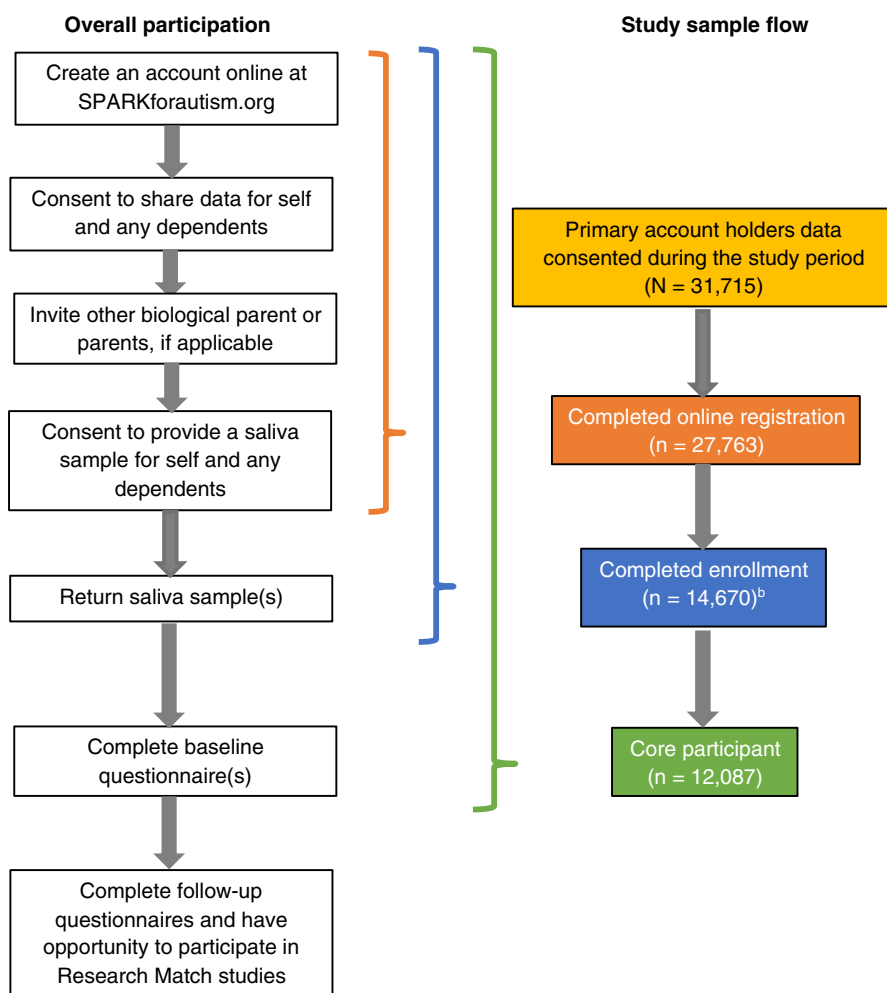 Overall participation
Create an account online at
SPARKforautism.org
Consent to share data for self
and any dependents
Invite other biological parent or
parents, if applicable
Consent to provide a saliva
sample for self and any
dependents
Return saliva sample(s)
Complete baseline
questionnaire(s)
Complete follow-up
questionnaires and have
opportunity to participate in
Research Match studies
Study sample flow
Primary account holders data
consented during the study period
(N = 31,715)
Completed online registration
(n = 27,763)
Completed enrollment
(n = 14,670)ᵇ
Core participant
(n = 12,087)